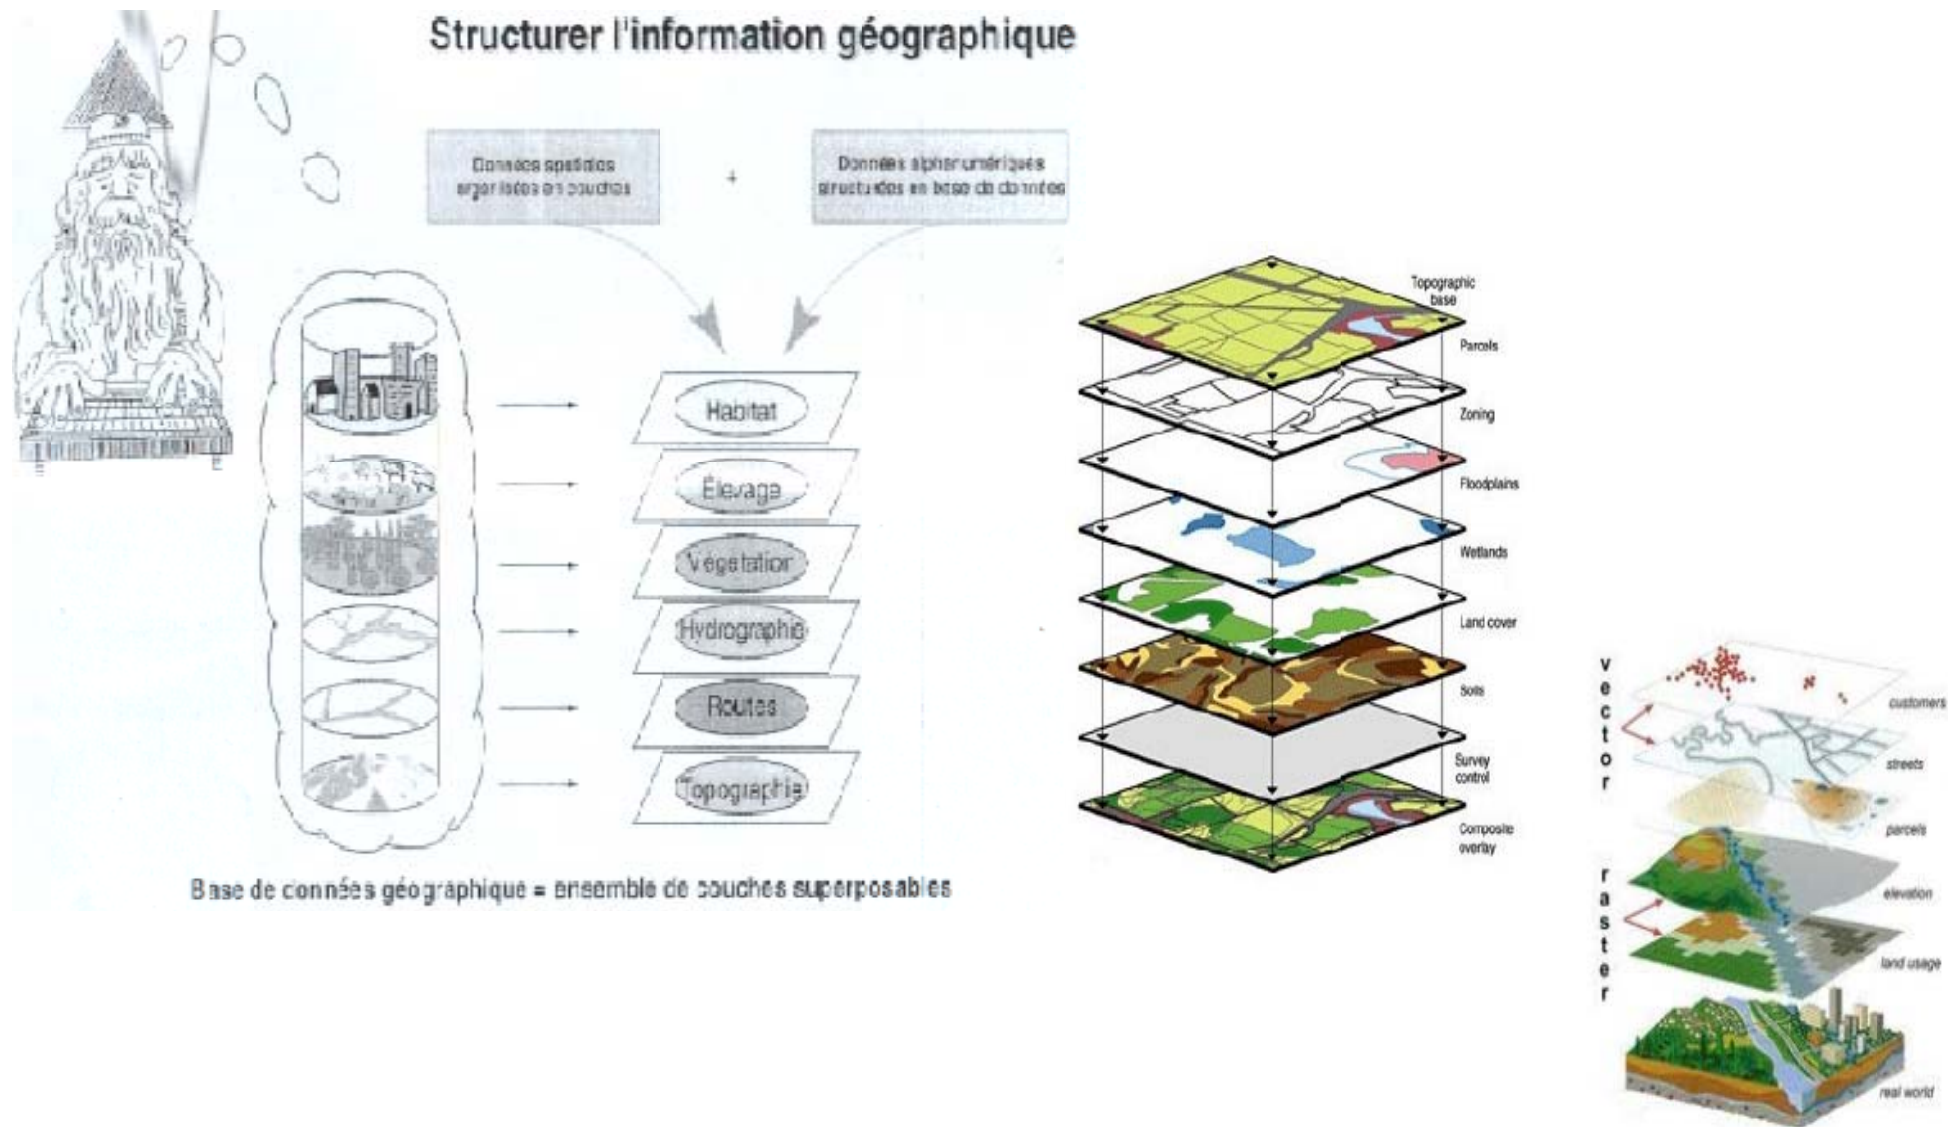 Structurer l'information géographique
Données spatiales
organisées en couches
+
Données alphanumériques
structurées en base de données
Habitat
Élevage
Végétation
Hydrographie
Routes
Topographie
Base de données géographique = ensemble de couches superposables
Topographic
base
Parcels
Zoning
Floodplains
Wetlands
Land cover
Soils
Survey
control
Composite
overlay
vector
customers
streets
parcels
raster
elevation
land usage
real world